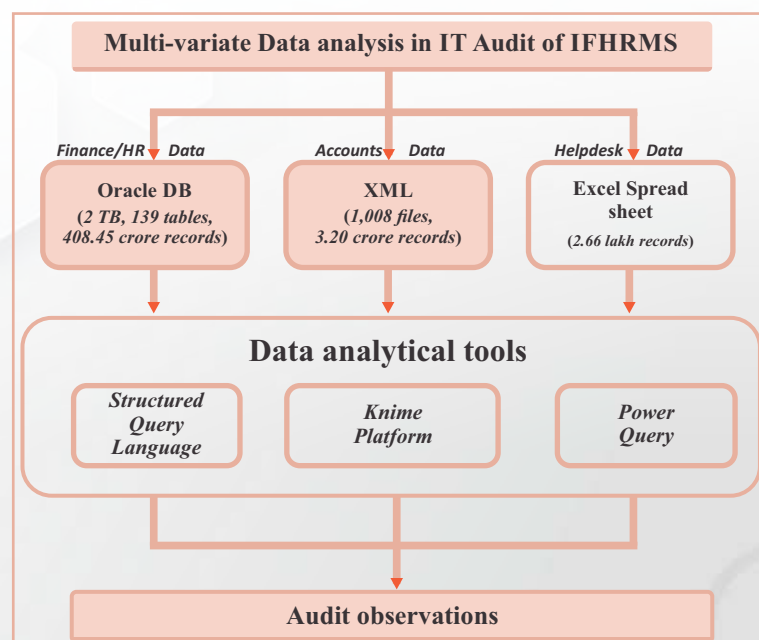 Multi-variate Data analysis in IT Audit of IFHRMS
Finance/HR Data
Accounts Data
Helpdesk Data
Oracle DB
(2 TB, 139 tables,
408.45 crore records)
XML
(1,008 files,
3.20 crore records)
Excel Spread
sheet
(2.66 lakh records)
Data analytical tools
Structured
Query
Language
Knime
Platform
Power
Query
Audit observations